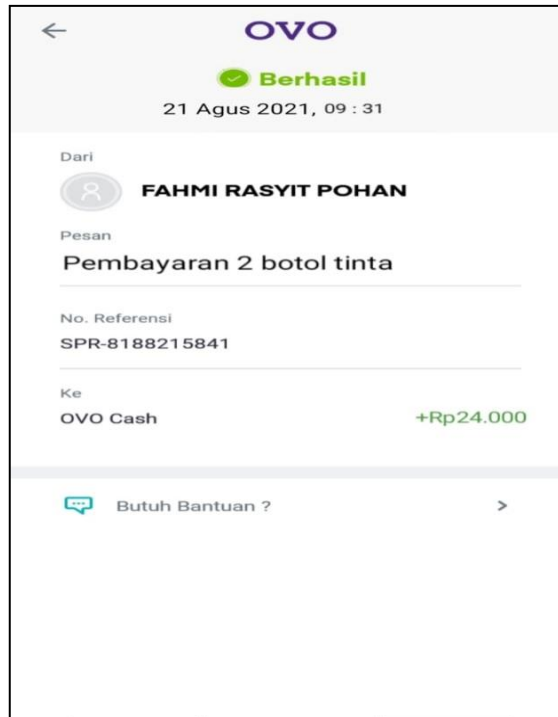 OVO
Berhasil
21 Agus 2021, 09 : 31
Dari
FAHMI RASYIT POHAN
Pesan
Pembayaran 2 botol tinta
No. Referensi
SPR-8188215841
Ke
OVO Cash +Rp24.000
Butuh Bantuan ?